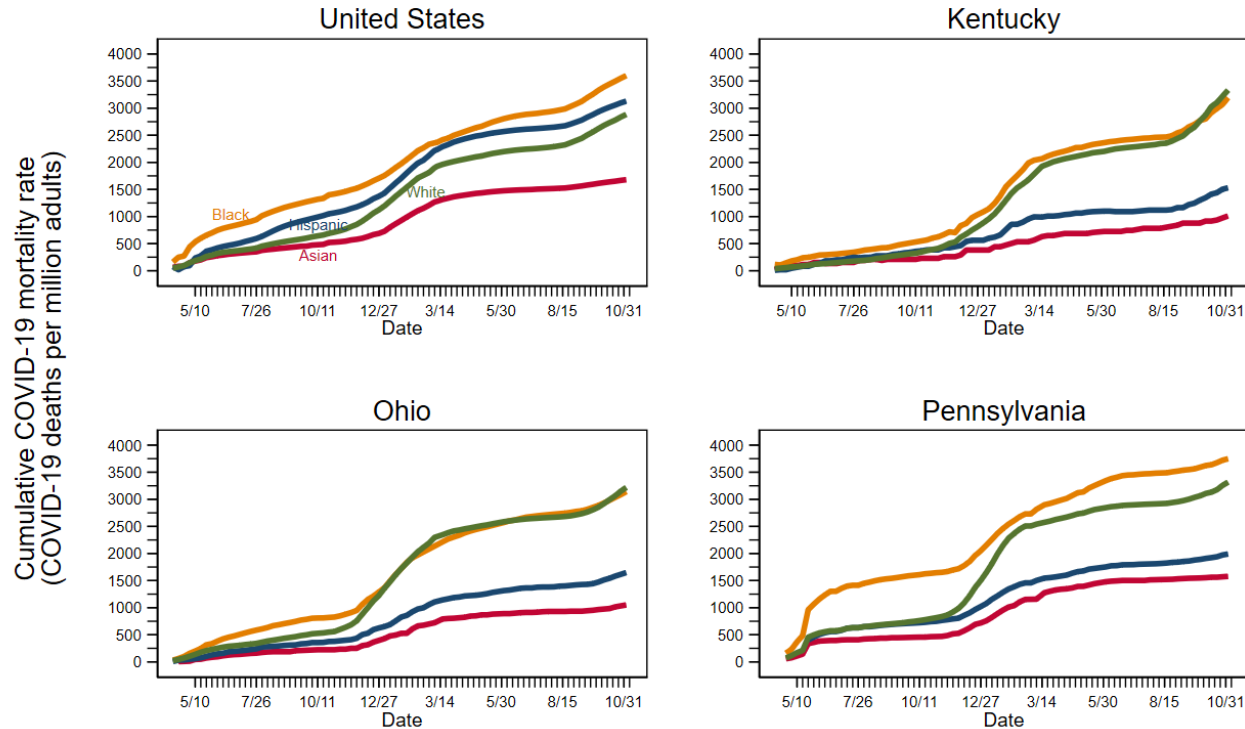 United States
Kentucky
Cumulative COVID-19 mortality rate
(COVID-19 deaths per million adults)
4000
3500
3000
2500
2000
1500
1000
500
0
Black
Hispanic
White
Asian
5/10 7/26 10/11 12/27 3/14 5/30 8/15 10/31
Date
4000
3500
3000
2500
2000
1500
1000
500
0
5/10 7/26 10/11 12/27 3/14 5/30 8/15 10/31
Date
Ohio
Pennsylvania
4000
3500
3000
2500
2000
1500
1000
500
0
5/10 7/26 10/11 12/27 3/14 5/30 8/15 10/31
Date
4000
3500
3000
2500
2000
1500
1000
500
0
5/10 7/26 10/11 12/27 3/14 5/30 8/15 10/31
Date